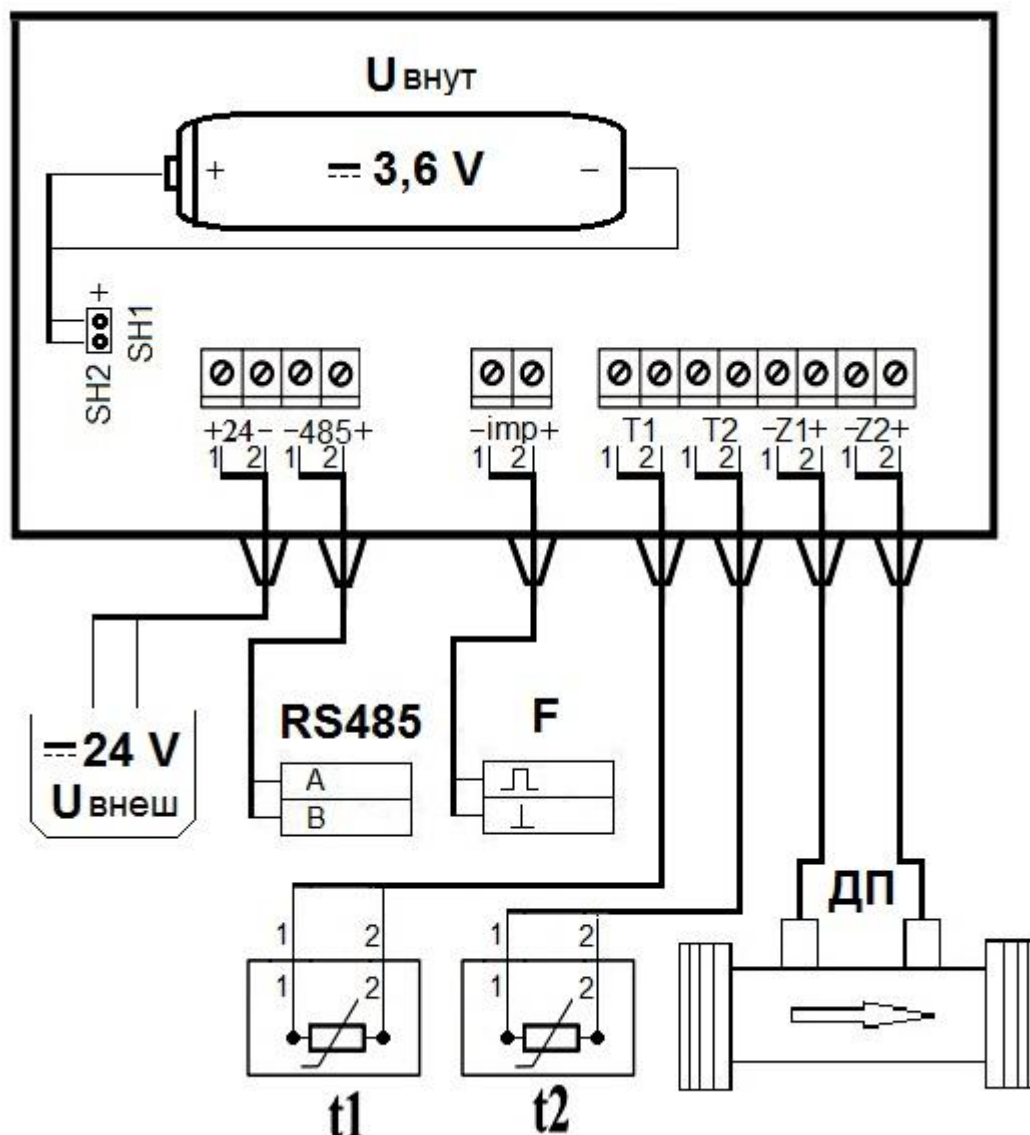 U внут
+ 3,6 V −
+
SH1
SH2
+24− −485+ −imp+ T1 T2 -Z1+ -Z2+
1 2 1 2 1 2 1 2 1 2 1 2 1 2
24 V
U внеш
RS485
A
B
F
ДП
1 2 1 2
1 2 1 2
t1 t2